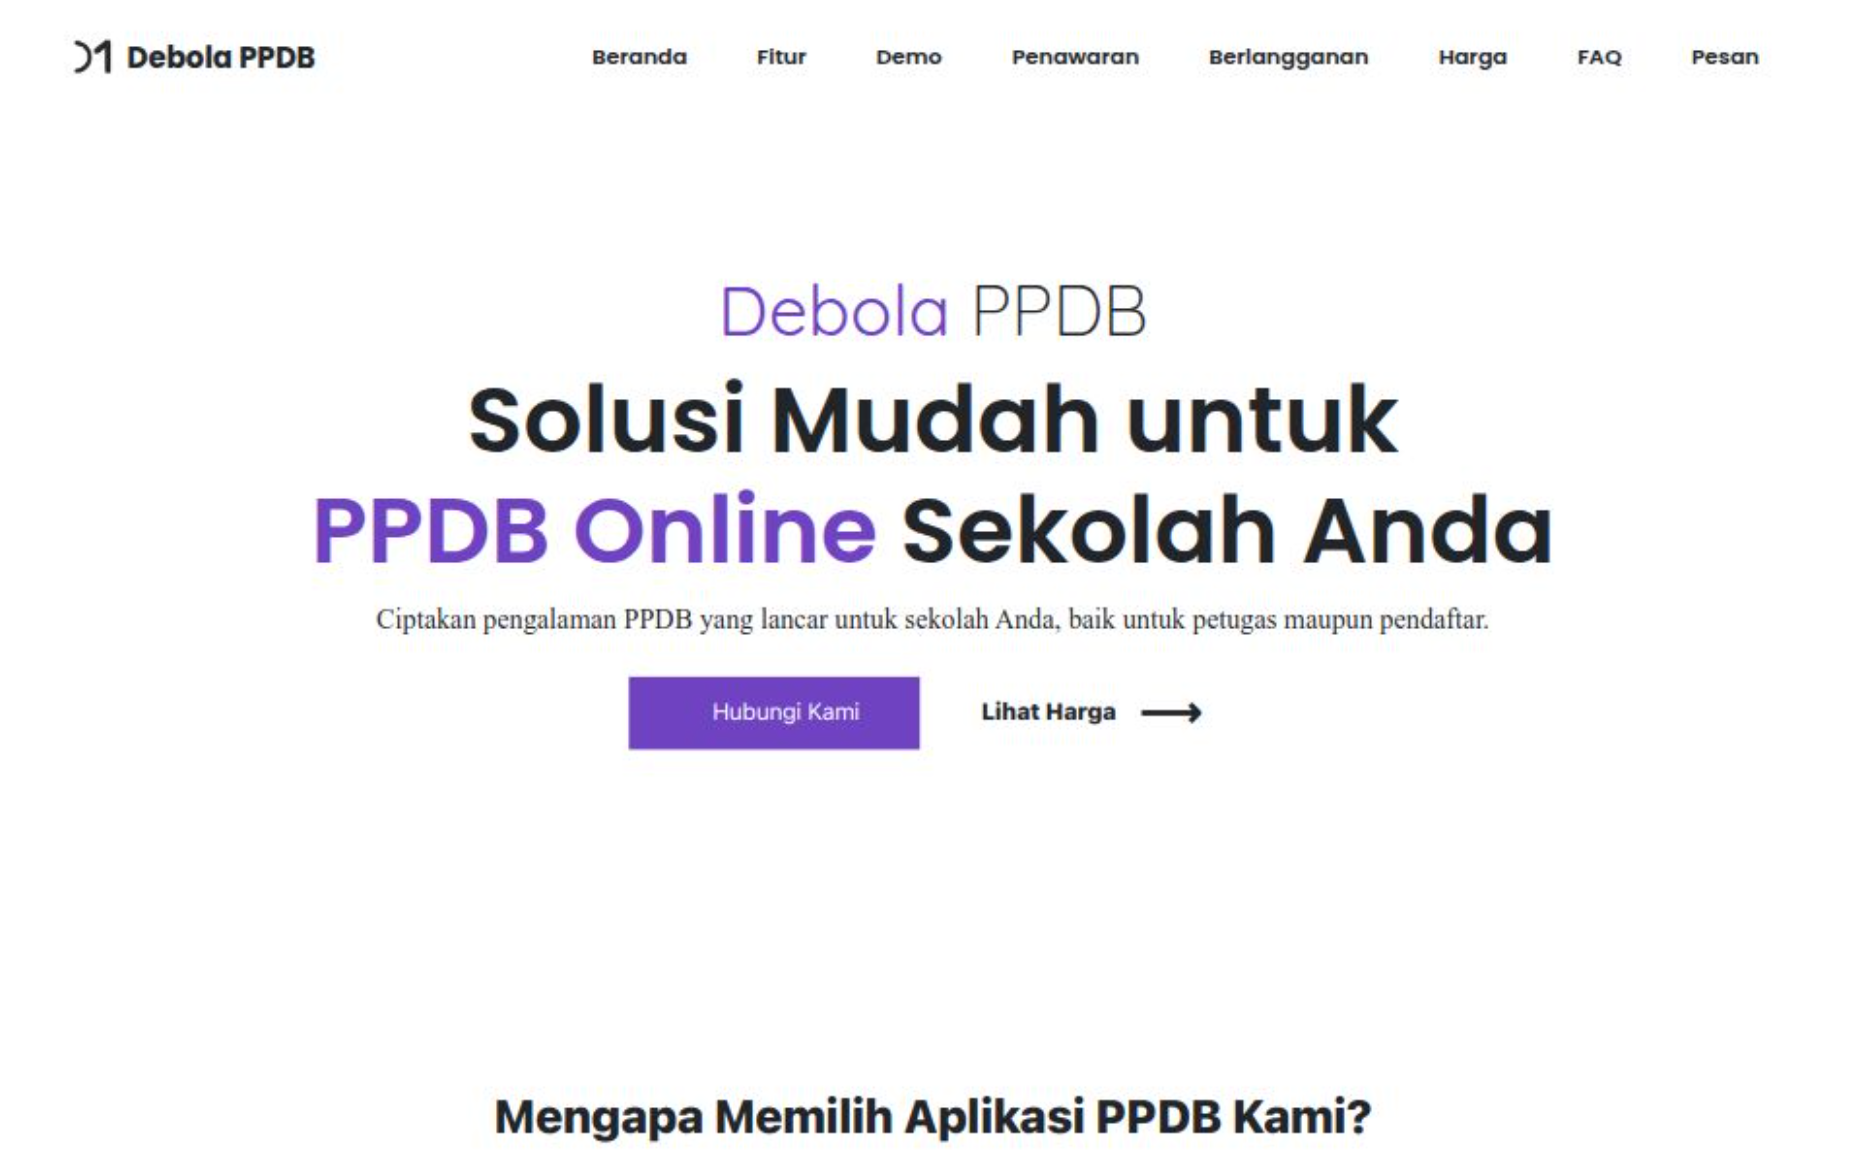 Debola PPDB
Beranda Fitur Demo Penawaran Berlangganan Harga FAQ Pesan
Debola PPDB
Solusi Mudah untuk
PPDB Online Sekolah Anda
Ciptakan pengalaman PPDB yang lancar untuk sekolah Anda, baik untuk petugas maupun pendaftar.
Hubungi Kami Lihat Harga
Mengapa Memilih Aplikasi PPDB Kami?